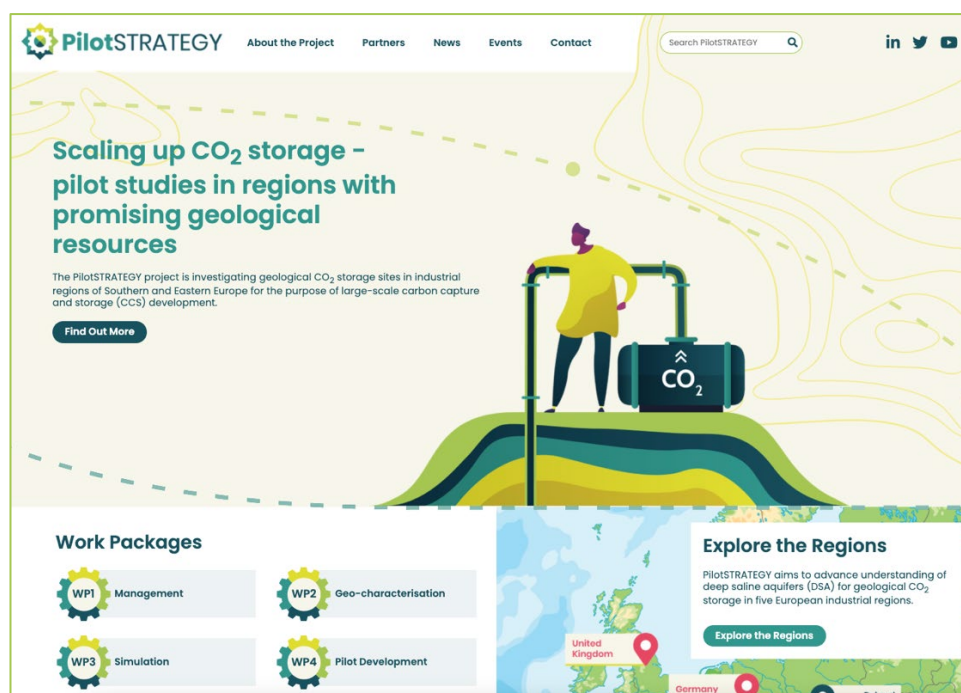 PilotSTRATEGY
About the Project
Partners
News
Events
Contact
Search PilotSTRATEGY
Scaling up CO₂ storage -
pilot studies in regions with
promising geological
resources
The PilotSTRATEGY project is investigating geological CO₂ storage sites in industrial
regions of Southern and Eastern Europe for the purpose of large-scale carbon capture
and storage (CCS) development.
Find Out More
CO₂
Work Packages
WP1 Management
WP2 Geo-characterisation
WP3 Simulation
WP4 Pilot Development
Explore the Regions
PilotSTRATEGY aims to advance understanding of
deep saline aquifers (DSA) for geological CO₂
storage in five European industrial regions.
Explore the Regions
United
Kingdom
Germany